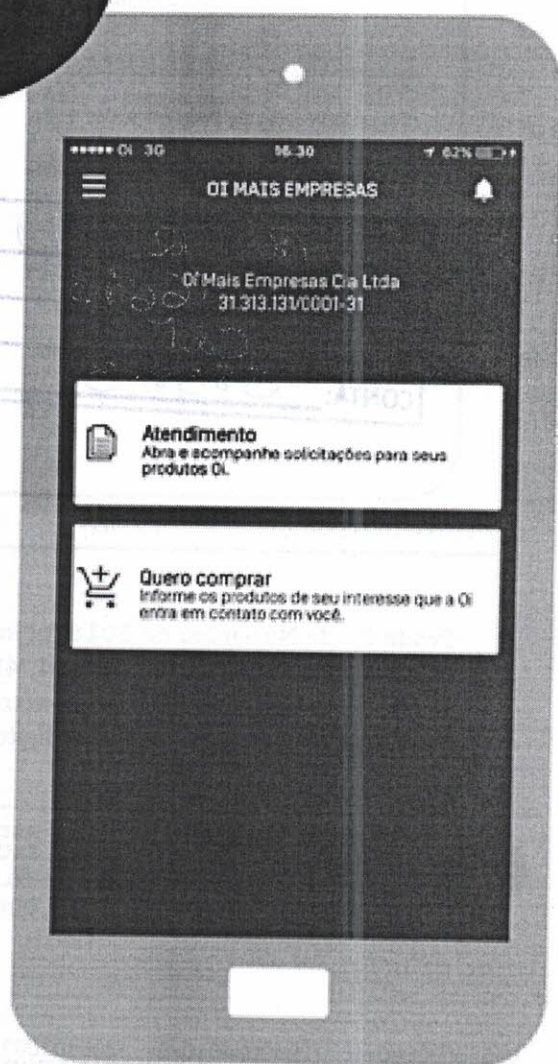 Oi 3G 16.30 62%
OI MAIS EMPRESAS
Oi Mais Empresas Cia Ltda
31.313.131/0001-31
CONTA:
Atendimento
Abra e acompanhe solicitações para seus
produtos Oi.
Quero comprar
Informe os produtos de seu interesse que a Oi
entra em contato com você.